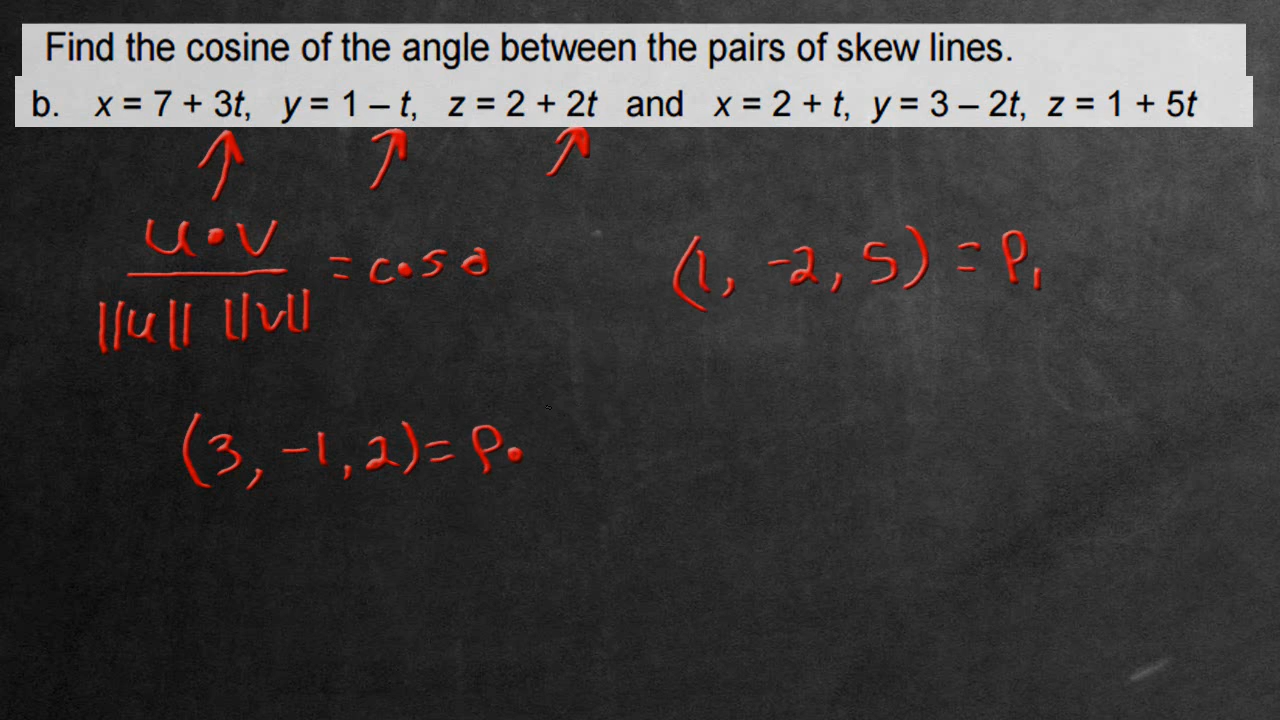 Find the cosine of the angle between the pairs of skew lines.
b. x = 7 + 3t, y = 1 – t, z = 2 + 2t and x = 2 + t, y = 3 – 2t, z = 1 + 5t
u • v
= cos a
||u|| ||v||
(1, -2, 5) = P₁
(3, -1, 2) = P•